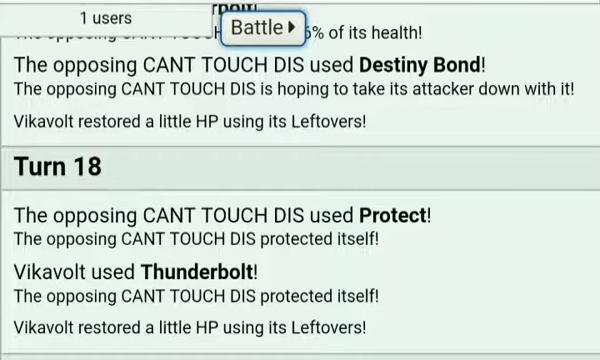 1 users
Battle
6% of its health!
The opposing CANT TOUCH DIS used Destiny Bond!
The opposing CANT TOUCH DIS is hoping to take its attacker down with it!
Vikavolt restored a little HP using its Leftovers!
Turn 18
The opposing CANT TOUCH DIS used Protect!
The opposing CANT TOUCH DIS protected itself!
Vikavolt used Thunderbolt!
The opposing CANT TOUCH DIS protected itself!
Vikavolt restored a little HP using its Leftovers!